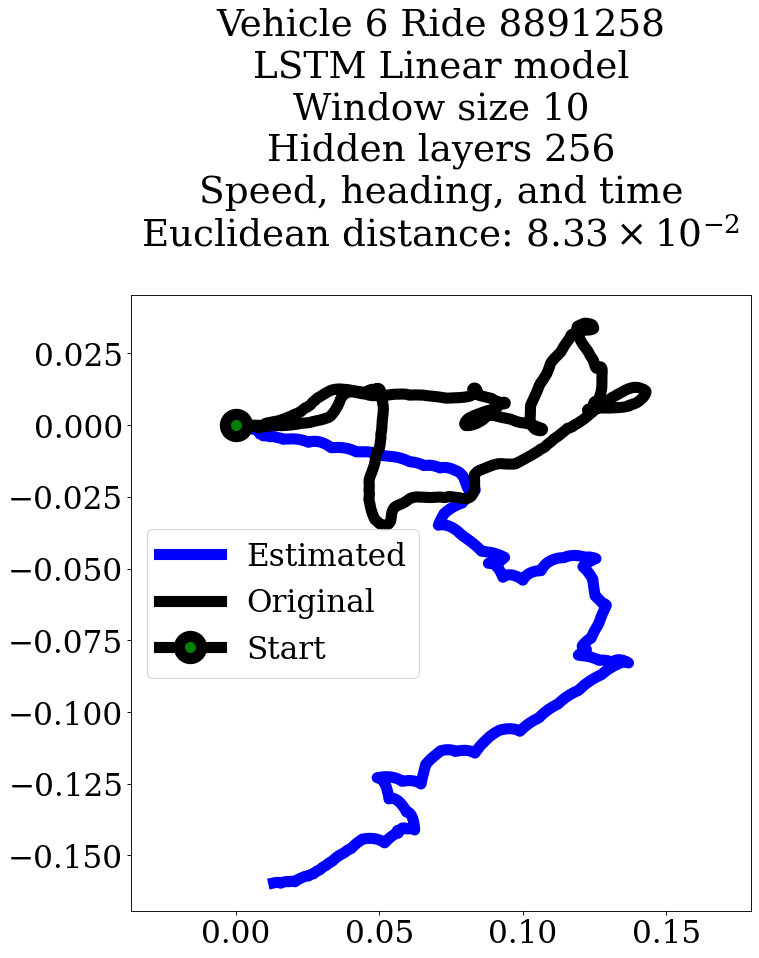 Vehicle 6 Ride 8891258
LSTM Linear model
Window size 10
Hidden layers 256
Speed, heading, and time
Euclidean distance: 8.33 × 10⁻²
0.025
0.000
−0.025
−0.050
−0.075
−0.100
−0.125
−0.150
Estimated
Original
Start
0.00 0.05 0.10 0.15